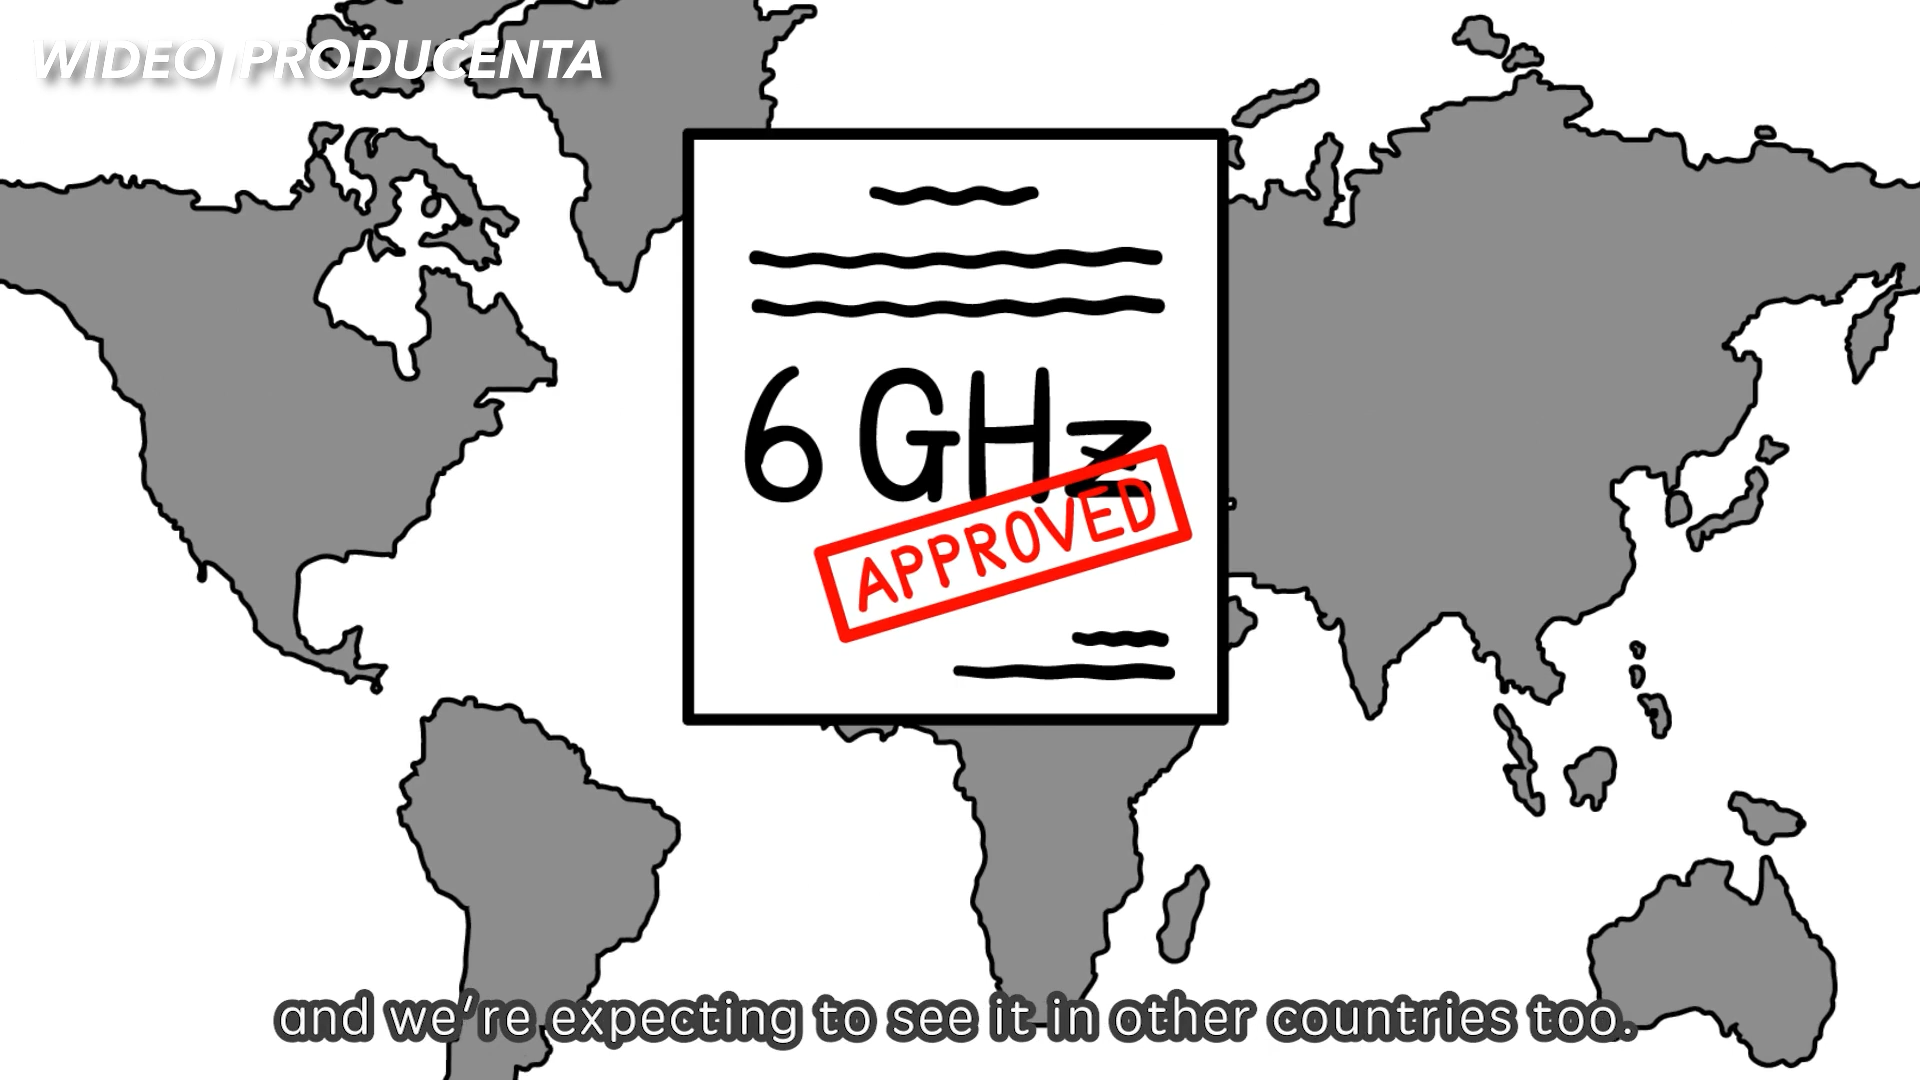 WIDEO PRODUCENTA
6 GHz
APPROVED
and we're expecting to see it in other countries too.